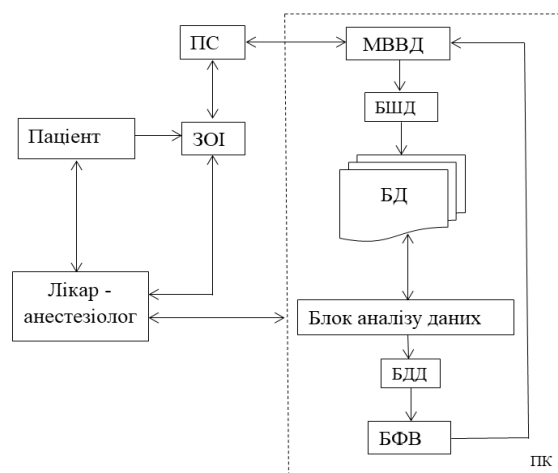 ПС
МВВД
БШД
Пацієнт
ЗОІ
БД
Лікар -
анестезіолог
Блок аналізу даних
БДД
БФВ
ПК